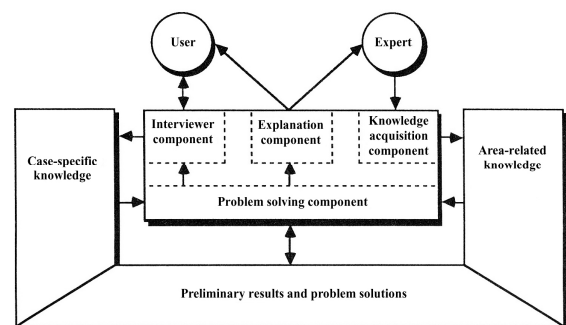 User
Expert
Interviewer
component
Explanation
component
Knowledge
acquisition
component
Case-specific
knowledge
Area-related
knowledge
Problem solving component
Preliminary results and problem solutions